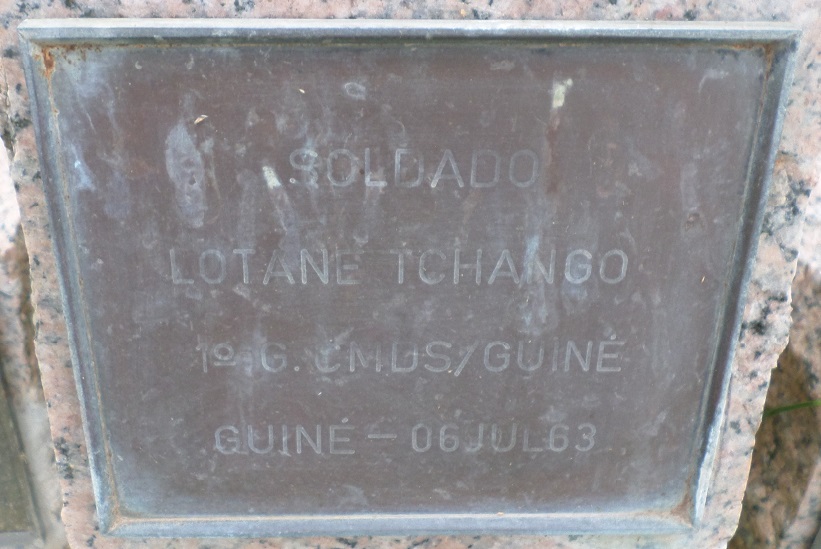 SOLDADO
LOTANE TCHANGO
1º G. CMDS/GUINÉ
GUINÉ - 06JUL63